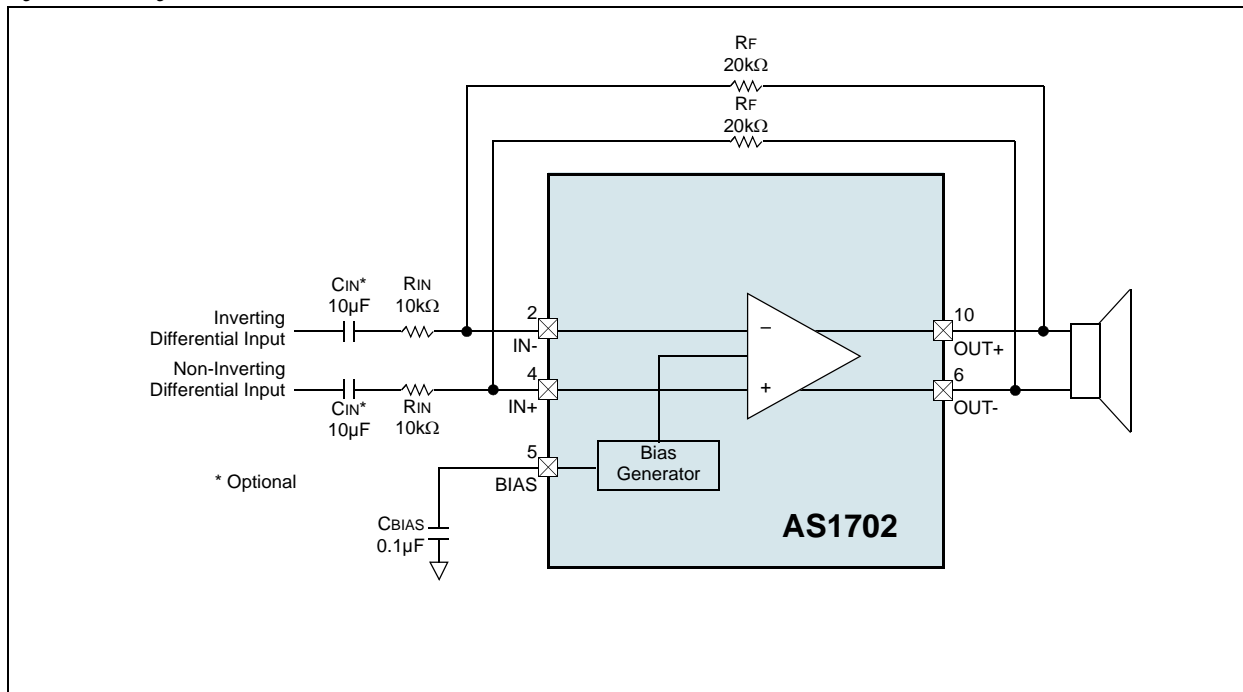 RF
20kΩ
RF
20kΩ
CIN*
10µF
RIN
10kΩ
Inverting
Differential Input
2
IN-
–
10
OUT+
Non-Inverting
Differential Input
4
IN+
+
6
OUT-
CIN*
10µF
RIN
10kΩ
5
BIAS
Bias
Generator
* Optional
CBIAS
0.1µF
AS1702